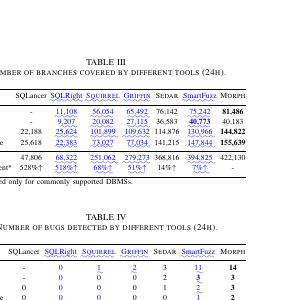 TABLE III
MBER OF BRANCHES COVERED BY DIFFERENT TOOLS (24H).
SQLancer SQLRight SQUIRREL GRIFFIN SEDAR SmartFuzz MORPH
- 11,108 56,054 65,492 76,142 75,242 81,486
- 9,207 20,082 27,115 36,583 40,773 40,183
22,188 25,624 101,899 109,632 114,876 130,966 144,822
e 25,618 22,383 73,027 77,034 141,215 147,844 155,639
47,806 68,322 251,062 279,273 368,816 394,825 422,130
ent* 528%↑ 518%↑ 68%↑ 51%↑ 14%↑ 7%↑ -
ed only for commonly supported DBMSs.
TABLE IV
NUMBER OF BUGS DETECTED BY DIFFERENT TOOLS (24H).
SQLancer SQLRight SQUIRREL GRIFFIN SEDAR SmartFuzz MORPH
- 0 1 2 3 11 14
- 0 0 0 2 3 3
0 0 0 0 1 2 3
e 0 0 0 0 0 1 2